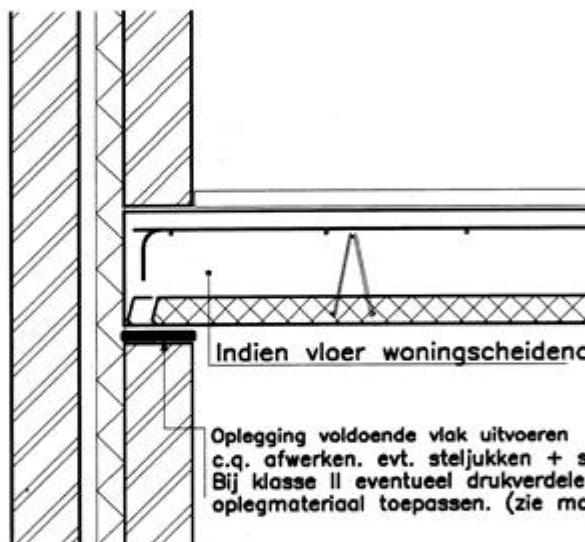 Indien vloer woningscheidend
Oplegging voldoende vlak uitvoeren
c.q. afwerken. evt. steljukken + s
Bij klasse II eventueel drukverdele
oplegmateriaal toepassen. (zie ma